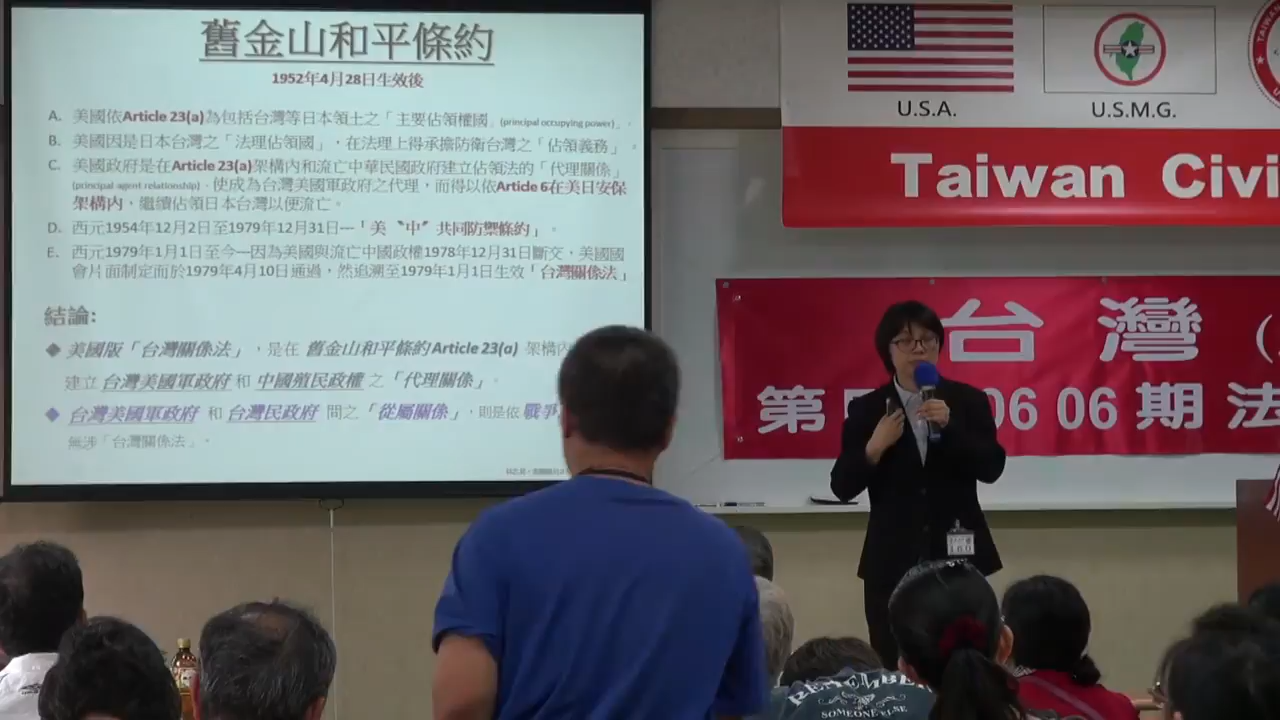 舊金山和平條約
1952年4月28日生效後
A. 美國依Article 23(a)為包括台灣等日本領土之「主要佔領權國」(principal occupying power)。
B. 美國因是日本台灣之「法理佔領國」，在法理上得承擔防衛台灣之「佔領義務」。
C. 美國政府是在Article 23(a)架構內和流亡中華民國政府建立佔領法的「代理關係」
(principal agent relationship)，使成為台灣美國軍政府之代理，而得以依Article 6在美日安保
架構內，繼續佔領日本台灣以便流亡。
D. 西元1954年12月2日至1979年12月31日---「美〝中〞共同防禦條約」。
E. 西元1979年1月1日至今---因為美國與流亡中國政權1978年12月31日斷交，美國國
會片面制定而於1979年4月10日通過，然追溯至1979年1月1日生效「台灣關係法」
結論:
◆ 美國版「台灣關係法」，是在 舊金山和平條約Article 23(a) 架構內
建立 台灣美國軍政府 和 中國殖民政權 之「代理關係」。
◆ 台灣美國軍政府 和 台灣民政府 間之「從屬關係」，則是依 戰爭
無涉「台灣關係法」。
U.S.A.
U.S.M.G.
Taiwan Civi
台灣（
第 06 06 期 法
REMEMBER
SOMEONE ELSE